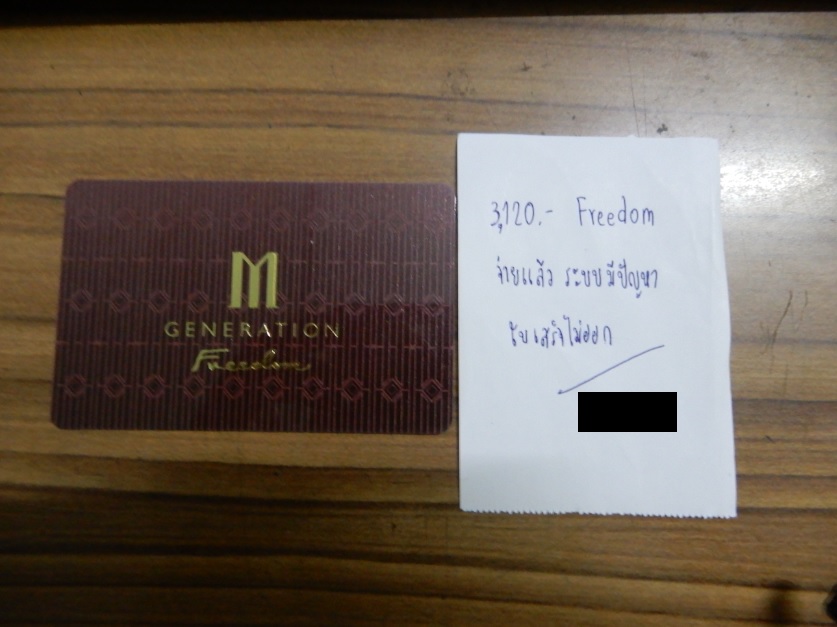 M
GENERATION
Freedom
3,120.- Freedom
จ่ายแล้ว ระบบมีปัญหา
ใบเสร็จไม่ออก